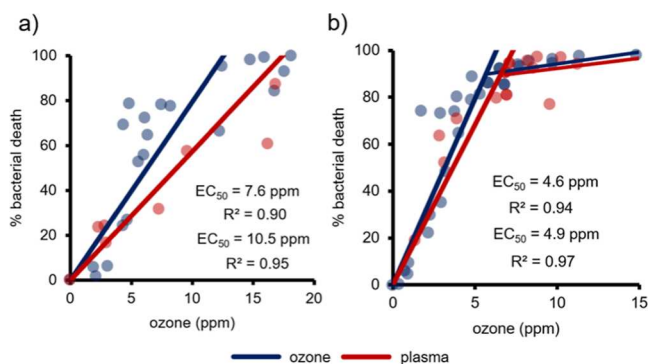 a)
% bacterial death
100
80
60
40
20
0
EC50 = 7.6 ppm
R² = 0.90
EC50 = 10.5 ppm
R² = 0.95
0 5 10 15 20
ozone (ppm)
b)
% bacterial death
100
80
60
40
20
0
EC50 = 4.6 ppm
R² = 0.94
EC50 = 4.9 ppm
R² = 0.97
0 5 10 15
ozone (ppm)
ozone plasma